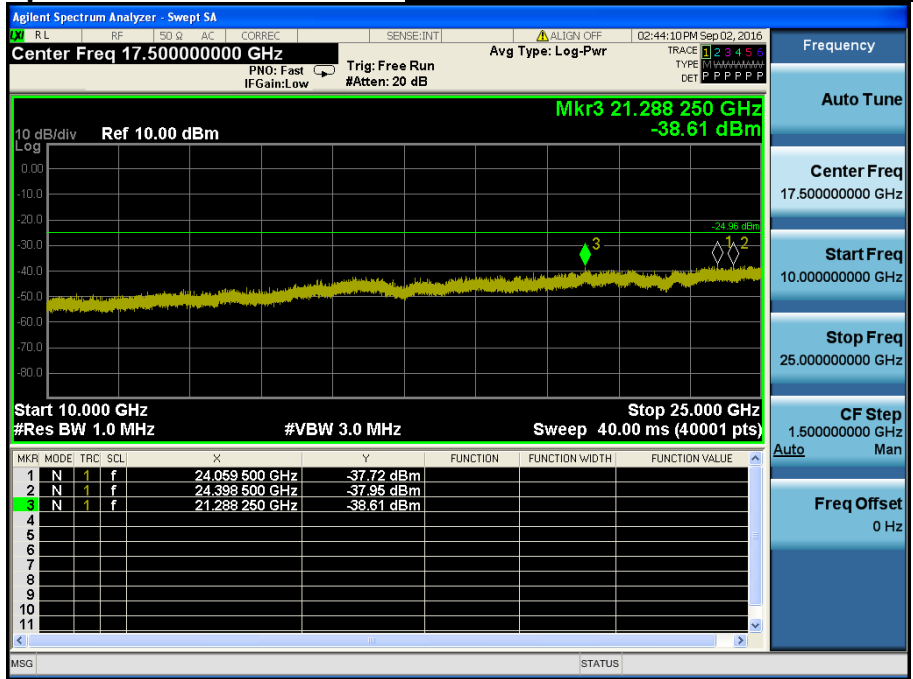 Agilent Spectrum Analyzer - Swept SA
LXI RL RF 50 Ω AC CORREC SENSE:INT ALIGN OFF 02:44:10 PM Sep 02, 2016
Center Freq 17.500000000 GHz Avg Type: Log-Pwr TRACE 1 2 3 4 5 6
PNO: Fast Trig: Free Run TYPE M WWWWW
IFGain:Low #Atten: 20 dB DET P P P P P P
Mkr3 21.288 250 GHz
10 dB/div Ref 10.00 dBm -38.61 dBm
Log
0.00
-10.0
-20.0
-24.96 dBm
-30.0
3 1 2
-40.0
-50.0
-60.0
-70.0
-80.0
Start 10.000 GHz Stop 25.000 GHz
#Res BW 1.0 MHz #VBW 3.0 MHz Sweep 40.00 ms (40001 pts)
MKR MODE TRC SCL X Y FUNCTION FUNCTION WIDTH FUNCTION VALUE
1 N 1 f 24.059 500 GHz -37.72 dBm
2 N 1 f 24.398 500 GHz -37.95 dBm
3 N 1 f 21.288 250 GHz -38.61 dBm
4
5
6
7
8
9
10
11
MSG STATUS
Frequency
Auto Tune
Center Freq
17.500000000 GHz
Start Freq
10.000000000 GHz
Stop Freq
25.000000000 GHz
CF Step
1.500000000 GHz
Auto Man
Freq Offset
0 Hz